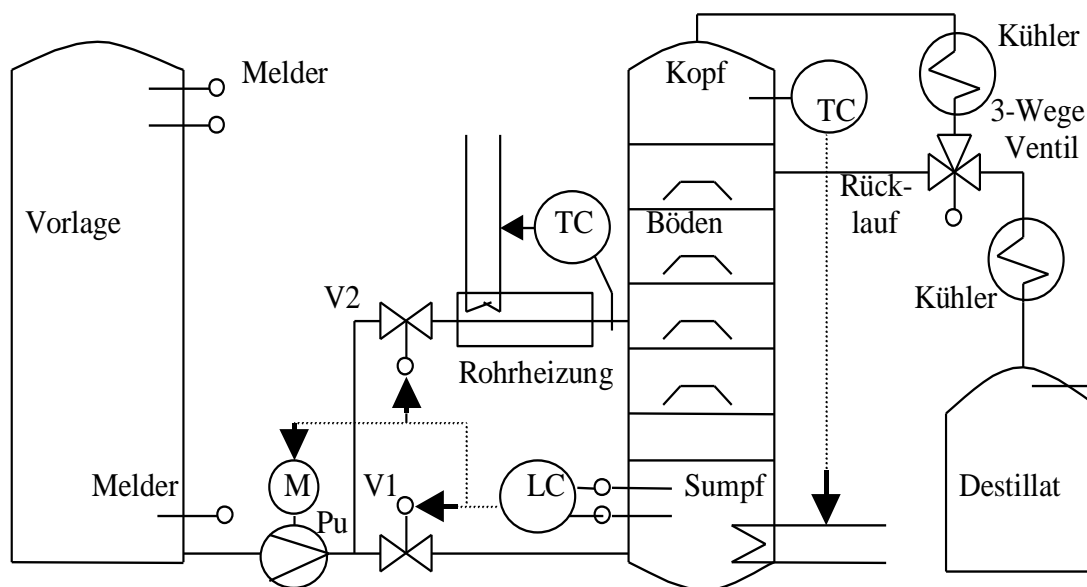 Melder
Kopf
TC
Kühler
3-Wege
Ventil
Vorlage
TC
Böden
Rück-
lauf
V2
Kühler
Rohrheizung
Melder
M
V1
LC
Sumpf
Destillat
Pu